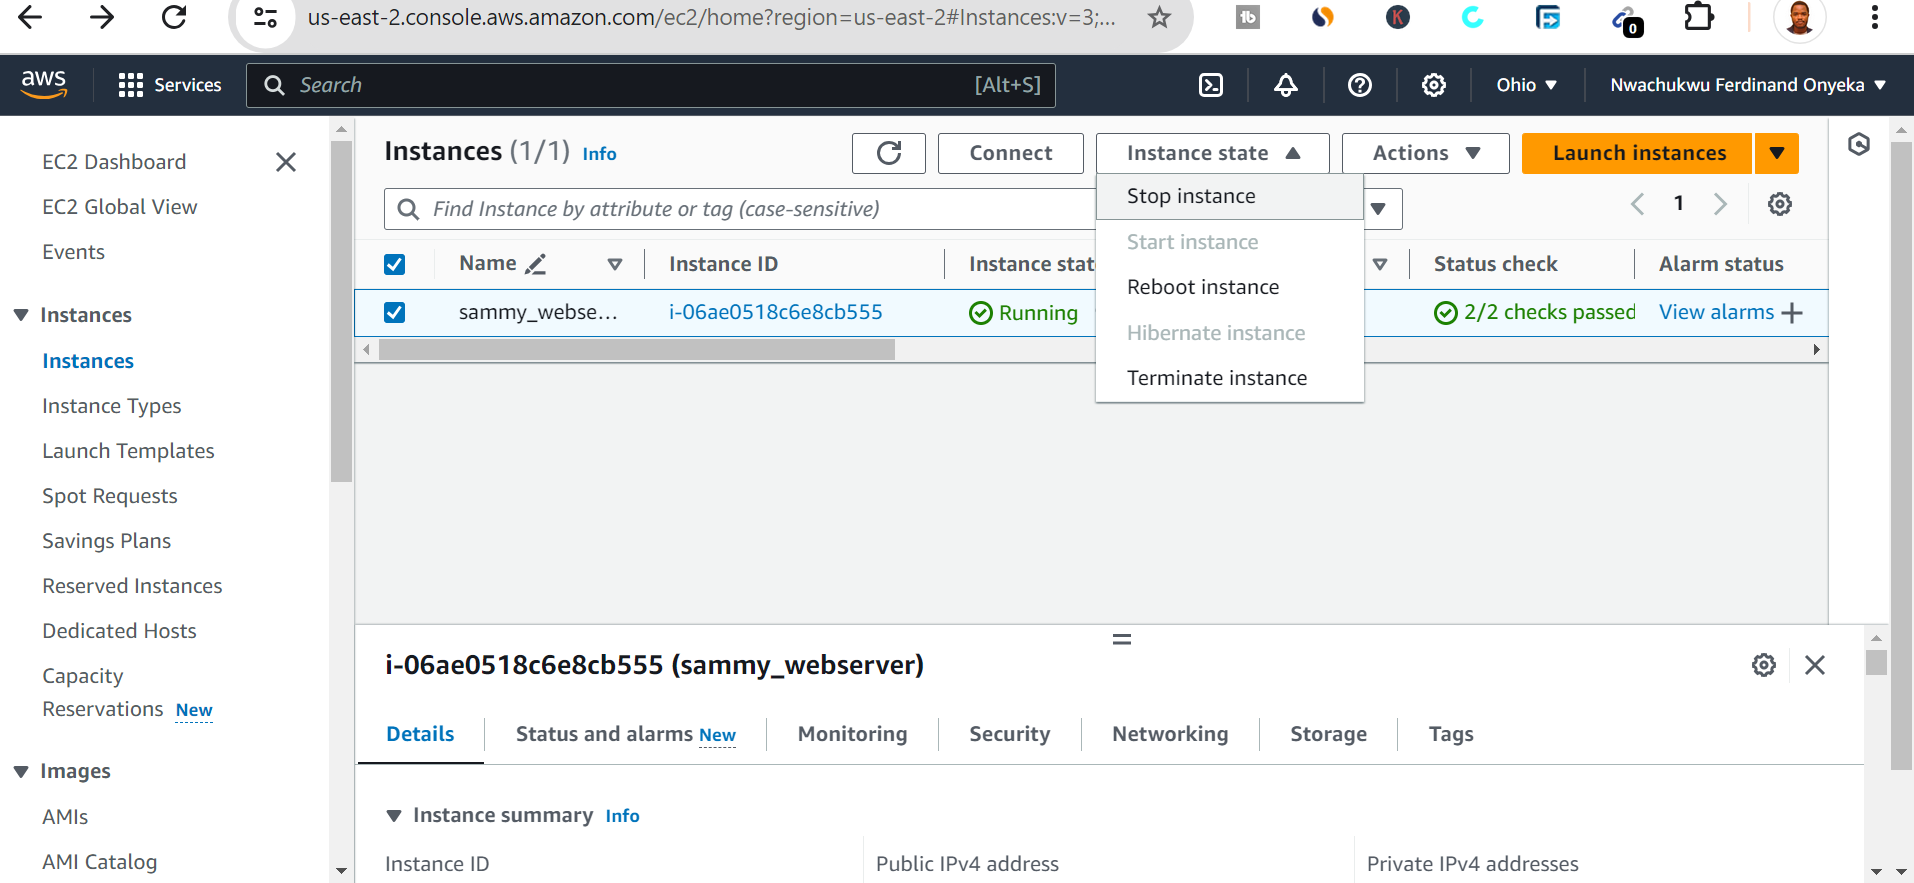 us-east-2.console.aws.amazon.com/ec2/home?region=us-east-2#Instances:v=3;...
0
aws
Services
Search
[Alt+S]
Ohio
Nwachukwu Ferdinand Onyeka
EC2 Dashboard
EC2 Global View
Events
Instances
Instances
Instance Types
Launch Templates
Spot Requests
Savings Plans
Reserved Instances
Dedicated Hosts
Capacity
Reservations New
Images
AMIs
AMI Catalog
Instances (1/1) Info
Connect
Instance state
Actions
Launch instances
Find Instance by attribute or tag (case-sensitive)
1
Stop instance
Start instance
Reboot instance
Hibernate instance
Terminate instance
Name
Instance ID
Instance stat
Status check
Alarm status
sammy_webse...
i-06ae0518c6e8cb555
Running
2/2 checks passed
View alarms
i-06ae0518c6e8cb555 (sammy_webserver)
Details
Status and alarms New
Monitoring
Security
Networking
Storage
Tags
Instance summary Info
Instance ID
Public IPv4 address
Private IPv4 addresses